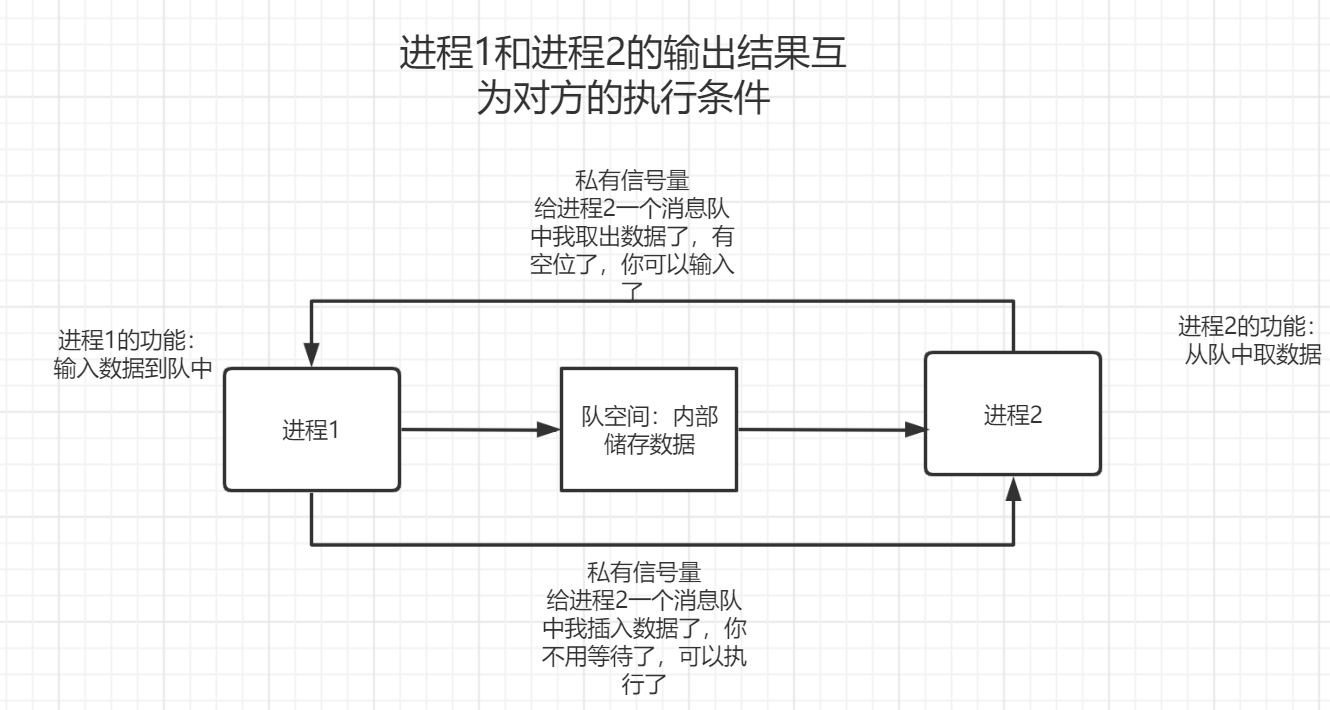 进程1和进程2的输出结果互
为对方的执行条件
私有信号量
给进程2一个消息队
中我取出数据了，有
空位了，你可以输入
了
进程1的功能：
输入数据到队中
进程2的功能：
从队中取数据
进程1
队空间：内部
储存数据
进程2
私有信号量
给进程2一个消息队
中我插入数据了，你
不用等待了，可以执
行了